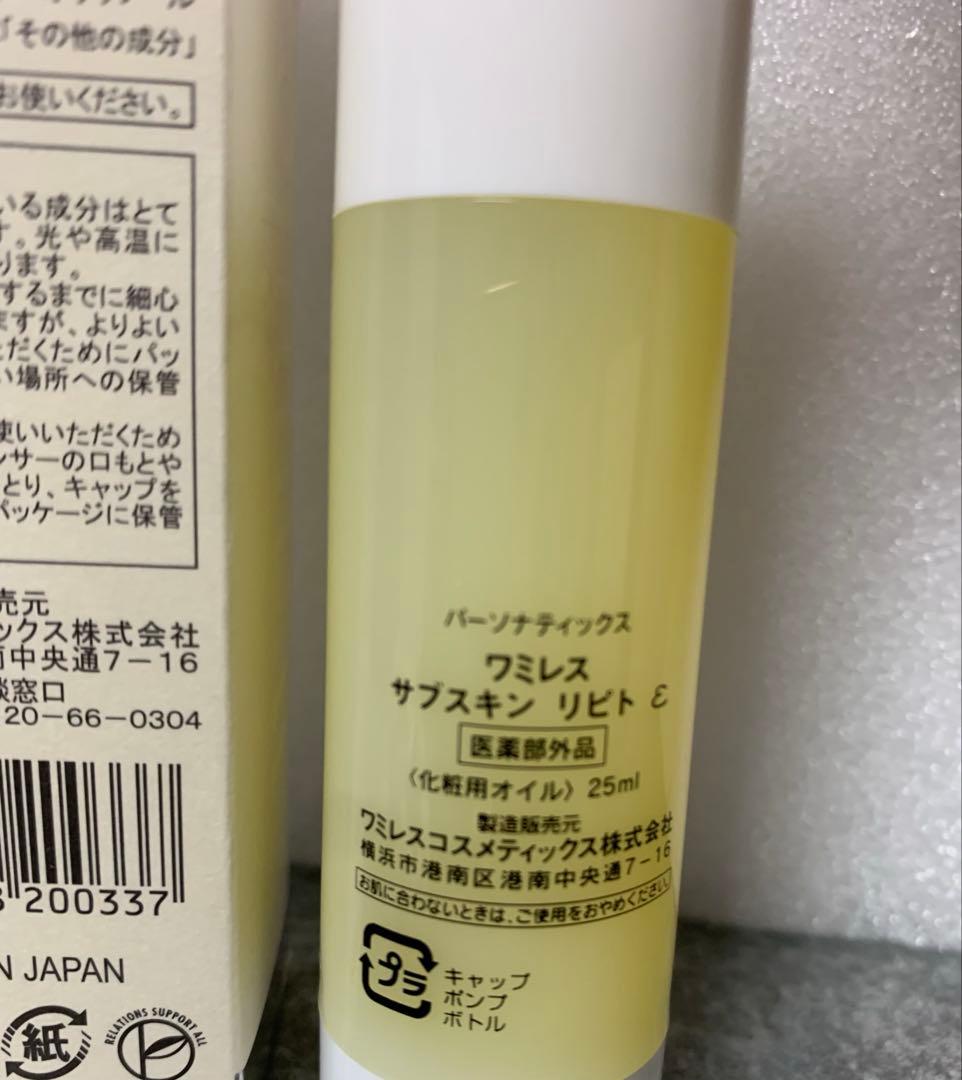 「その他の成分」
お使いください。
いる成分はとて
す。光や高温に
ります。
するまでに細心
ますが、よりよい
ただくためにパッ
い場所への保管
使いいただくため
ンサーの口もとや
とり、キャップを
パッケージに保管
売元
ックス株式会社
南中央通7−16
談窓口
20−66−0304
200337
N JAPAN
紙
RELATIONS SUPPORT ALL
パーソナティックス
ワミレス
サブスキン リピト ε
医薬部外品
〈化粧用オイル〉 25ml
製造販売元
ワミレスコスメティックス株式会社
横浜市港南区港南中央通7−16
お肌に合わないときは、ご使用をおやめください。
プラ
キャップ
ポンプ
ボトル